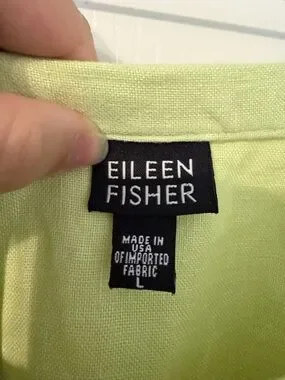 EILEEN
FISHER
MADE IN
USA
OF IMPORTED
FABRIC
L